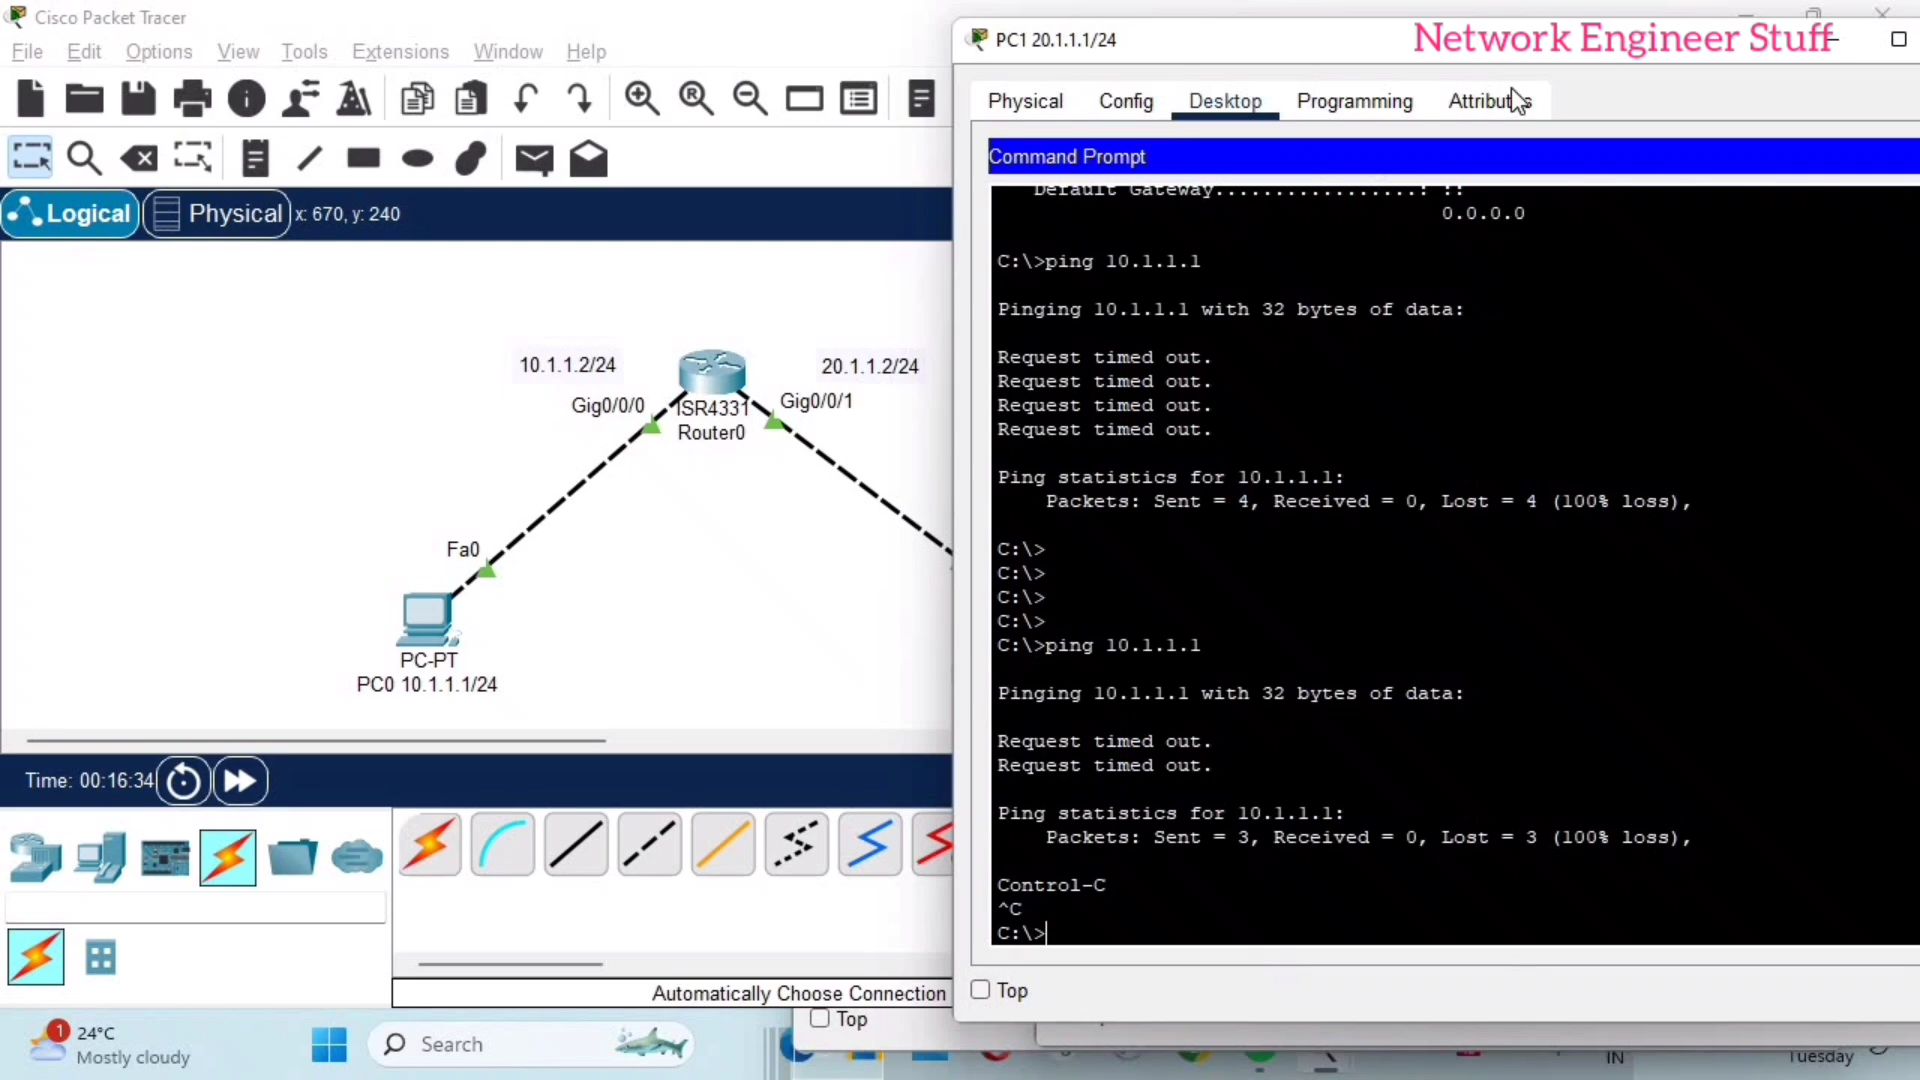 Cisco Packet Tracer
File Edit Options View Tools Extensions Window Help
Logical Physical x: 670, y: 240
10.1.1.2/24
20.1.1.2/24
Gig0/0/0
Gig0/0/1
ISR4331
Router0
Fa0
PC-PT
PC0 10.1.1.1/24
Time: 00:16:34
Automatically Choose Connection
Top
PC1 20.1.1.1/24
Network Engineer Stuff
Physical Config Desktop Programming Attributes
Command Prompt
Default Gateway.................: ::
0.0.0.0
C:\>ping 10.1.1.1
Pinging 10.1.1.1 with 32 bytes of data:
Request timed out.
Request timed out.
Request timed out.
Request timed out.
Ping statistics for 10.1.1.1:
Packets: Sent = 4, Received = 0, Lost = 4 (100% loss),
C:\>
C:\>
C:\>
C:\>
C:\>ping 10.1.1.1
Pinging 10.1.1.1 with 32 bytes of data:
Request timed out.
Request timed out.
Ping statistics for 10.1.1.1:
Packets: Sent = 3, Received = 0, Lost = 3 (100% loss),
Control-C
^C
C:\>
Top
1
24°C
Mostly cloudy
Search
IN
Tuesday